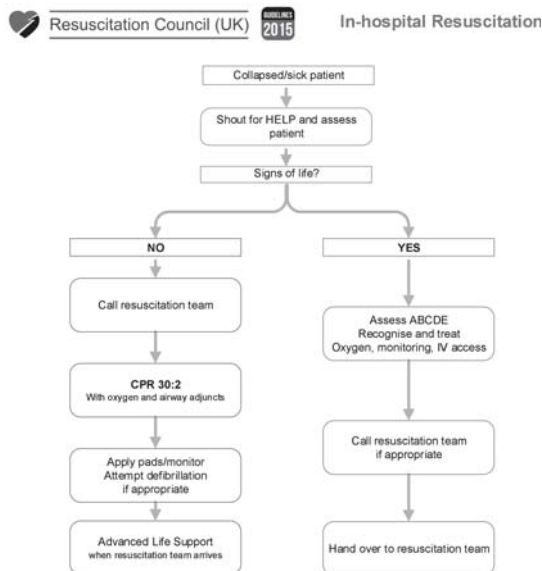 Resuscitation Council (UK)
GUIDELINES
2015
In-hospital Resuscitation
Collapsed/sick patient
Shout for HELP and assess
patient
Signs of life?
NO
YES
Call resuscitation team
CPR 30:2
With oxygen and airway adjuncts
Apply pads/monitor
Attempt defibrillation
if appropriate
Advanced Life Support
when resuscitation team arrives
Assess ABCDE
Recognise and treat
Oxygen, monitoring, IV access
Call resuscitation team
if appropriate
Hand over to resuscitation team